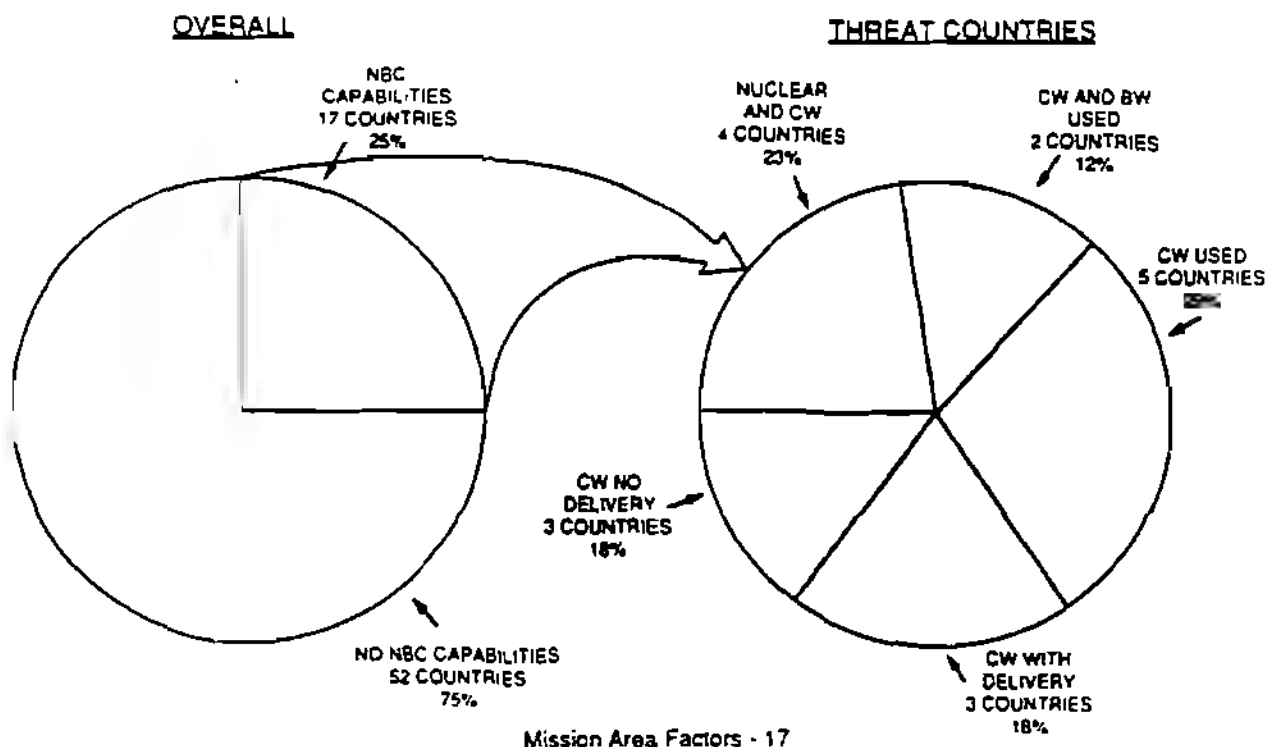 OVERALL
NBC
CAPABILITIES
17 COUNTRIES
25%
NO NBC CAPABILITIES
52 COUNTRIES
75%
THREAT COUNTRIES
NUCLEAR
AND CW
4 COUNTRIES
23%
CW AND BW
USED
2 COUNTRIES
12%
CW USED
5 COUNTRIES
CW NO
DELIVERY
3 COUNTRIES
18%
CW WITH
DELIVERY
3 COUNTRIES
18%
Mission Area Factors - 17